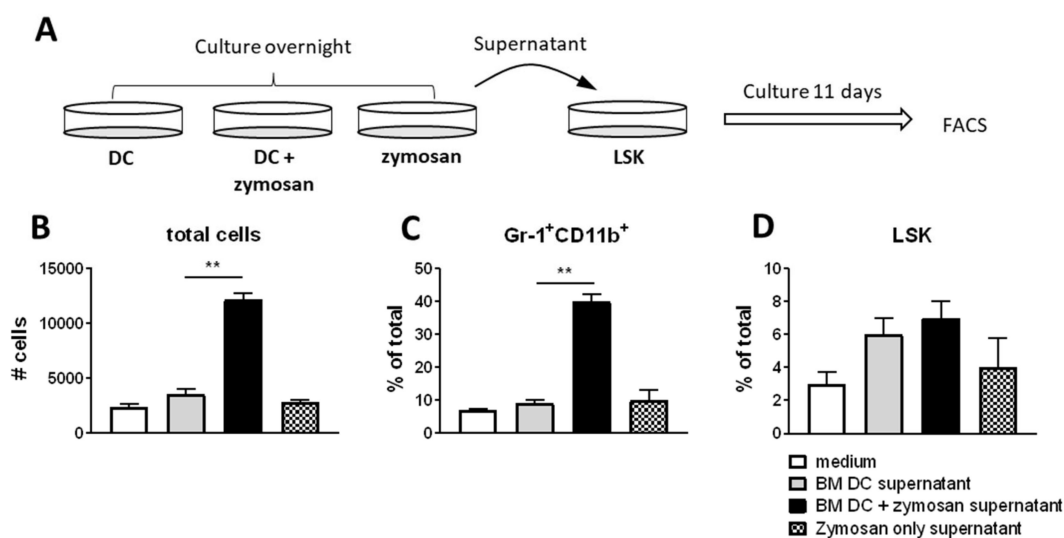 A
Culture overnight
Supernatant
Culture 11 days
FACS
DC
DC +
zymosan
zymosan
LSK
B
total cells
**
# cells
15000
10000
5000
0
C
Gr-1⁺CD11b⁺
**
% of total
50
40
30
20
10
0
D
LSK
% of total
8
6
4
2
0
medium
BM DC supernatant
BM DC + zymosan supernatant
Zymosan only supernatant